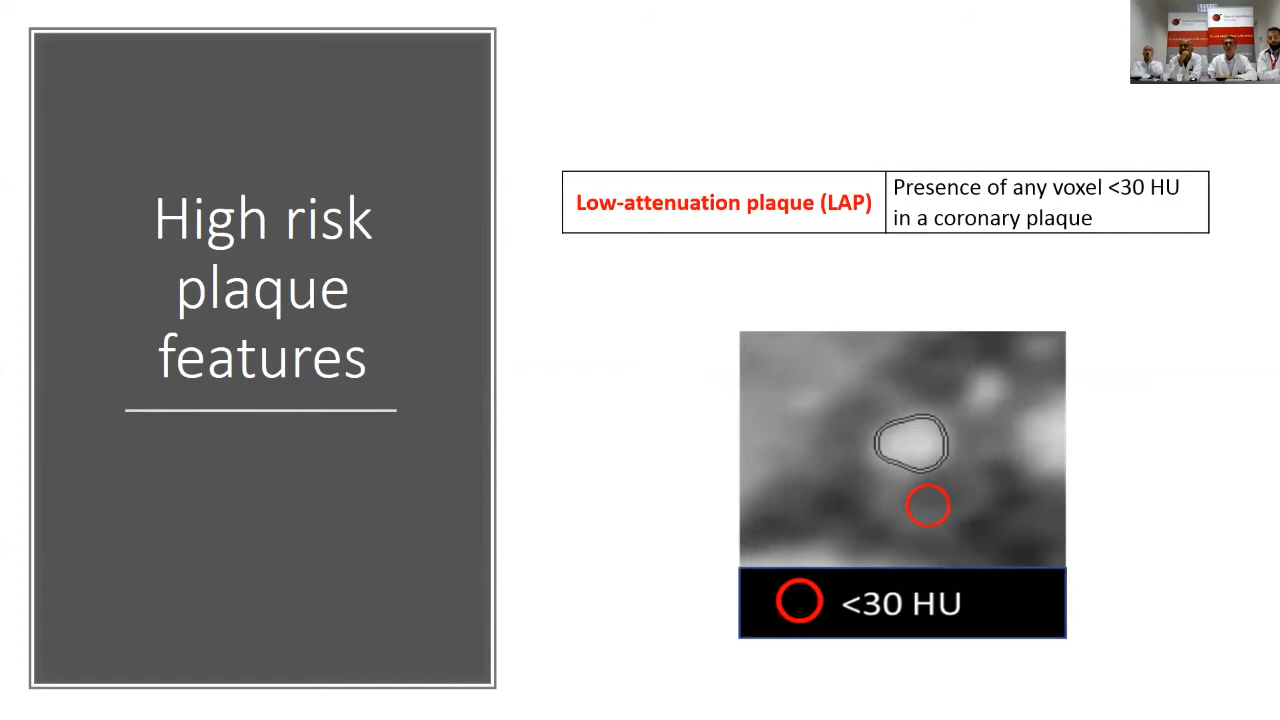 High risk
plaque
features
Low-attenuation plaque (LAP)
Presence of any voxel <30 HU
in a coronary plaque
<30 HU